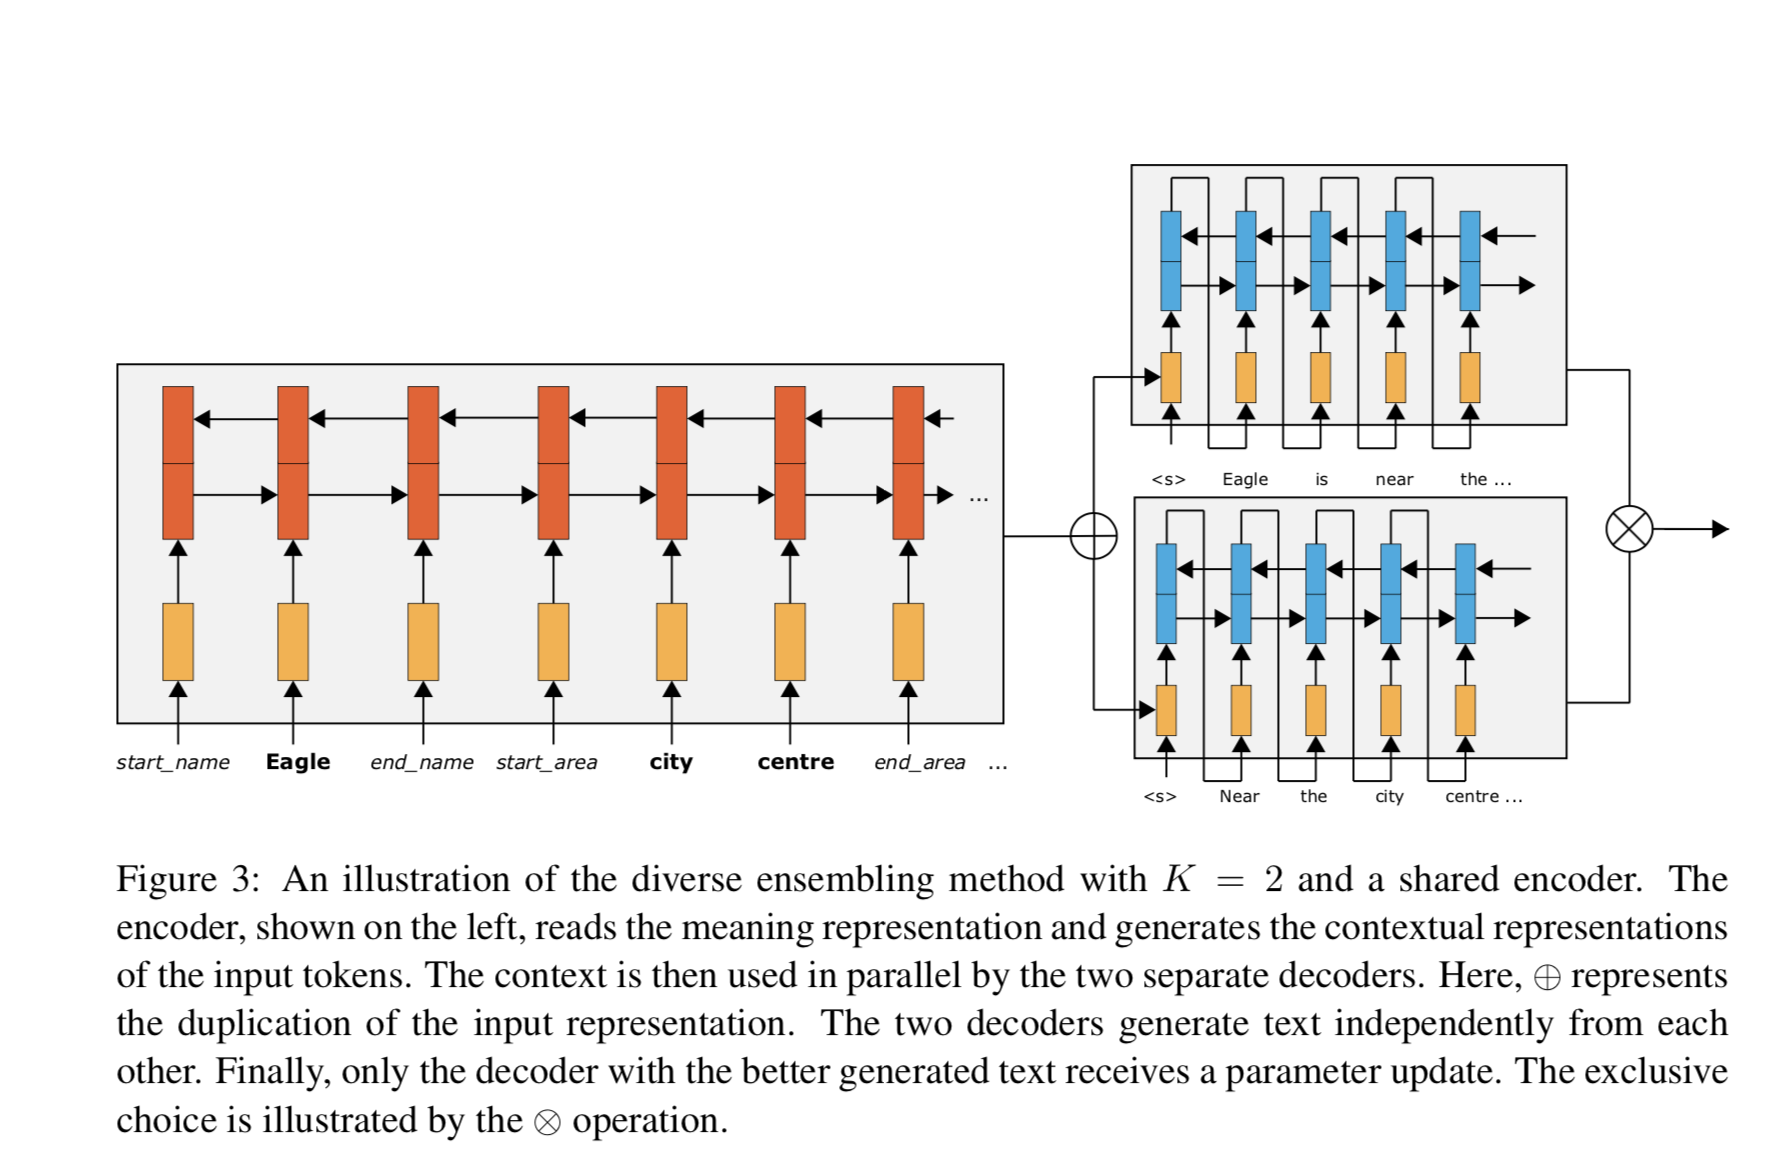 <s> Eagle is near the ...
<s> Near the city centre ...
start_name Eagle end_name start_area city centre end_area ...
...
Figure 3: An illustration of the diverse ensembling method with K = 2 and a shared encoder. The
encoder, shown on the left, reads the meaning representation and generates the contextual representations
of the input tokens. The context is then used in parallel by the two separate decoders. Here, ⊕ represents
the duplication of the input representation. The two decoders generate text independently from each
other. Finally, only the decoder with the better generated text receives a parameter update. The exclusive
choice is illustrated by the ⊗ operation.